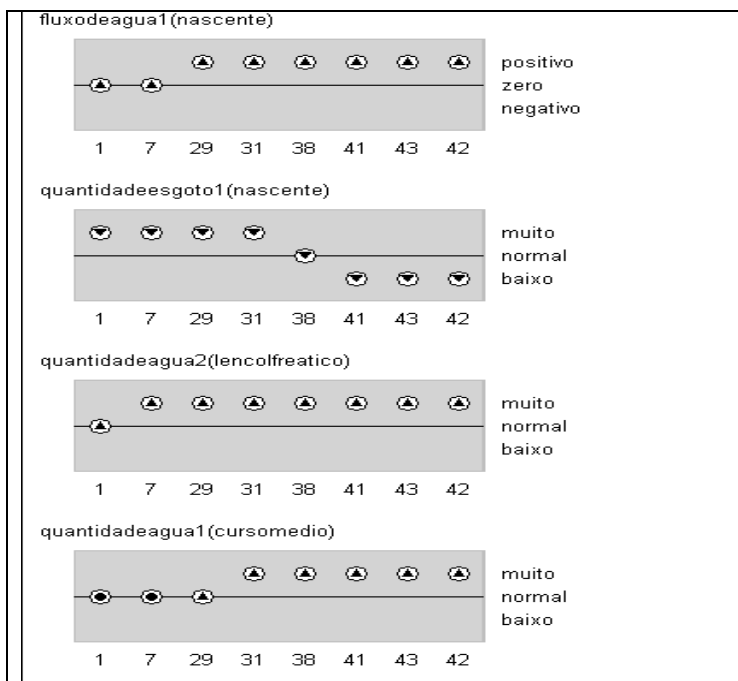 fluxodeagua1(nascente)
positivo
zero
negativo
1 7 29 31 38 41 43 42
quantidadeesgoto1(nascente)
muito
normal
baixo
1 7 29 31 38 41 43 42
quantidadeagua2(lencolfreatico)
muito
normal
baixo
1 7 29 31 38 41 43 42
quantidadeagua1(cursomedio)
muito
normal
baixo
1 7 29 31 38 41 43 42